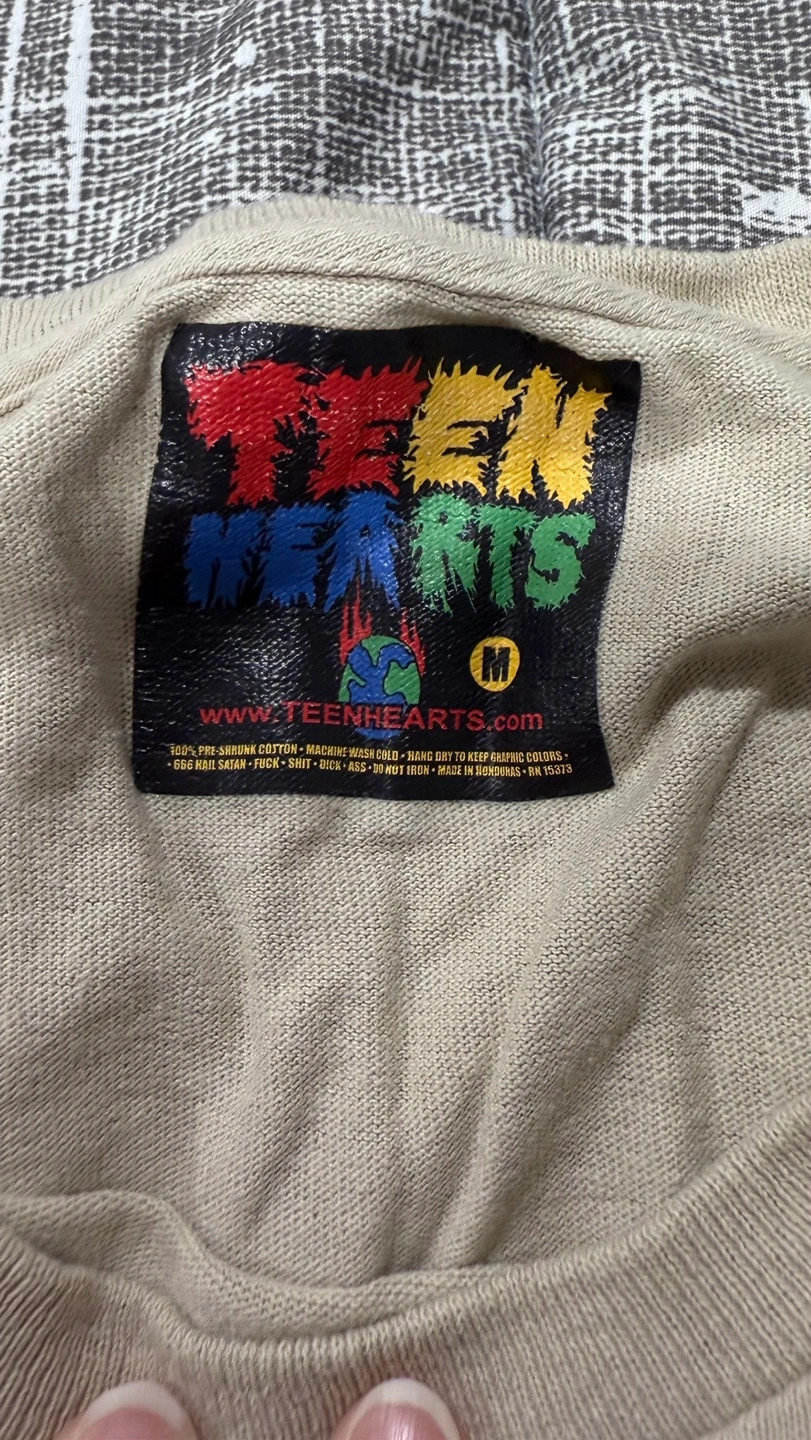 TEEN
HEARTS
M
www.TEENHEARTS.com
100% PRE-SHRUNK COTTON • MACHINE WASH COLD • HANG DRY TO KEEP GRAPHIC COLORS •
• 666 HAIL SATAN • FUCK • SHIT • DICK • ASS • DO NOT IRON • MADE IN HONDURAS • RN 15373